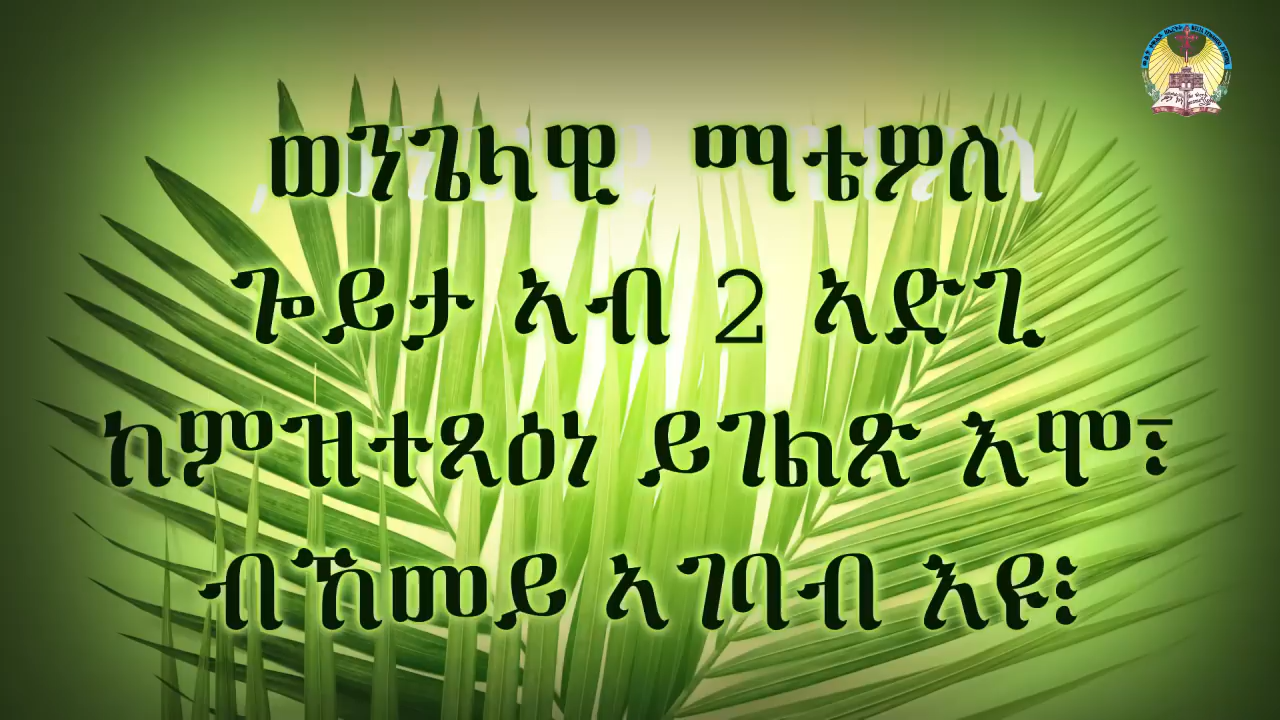 ,ወንጌላዊ ማቴዎስ
ጐይታ ኣብ 2 ኣድጊ
ከምዝተጻዕነ ይገልጽ እሞ፣
ብኸመይ ኣገባብ እዩ፧